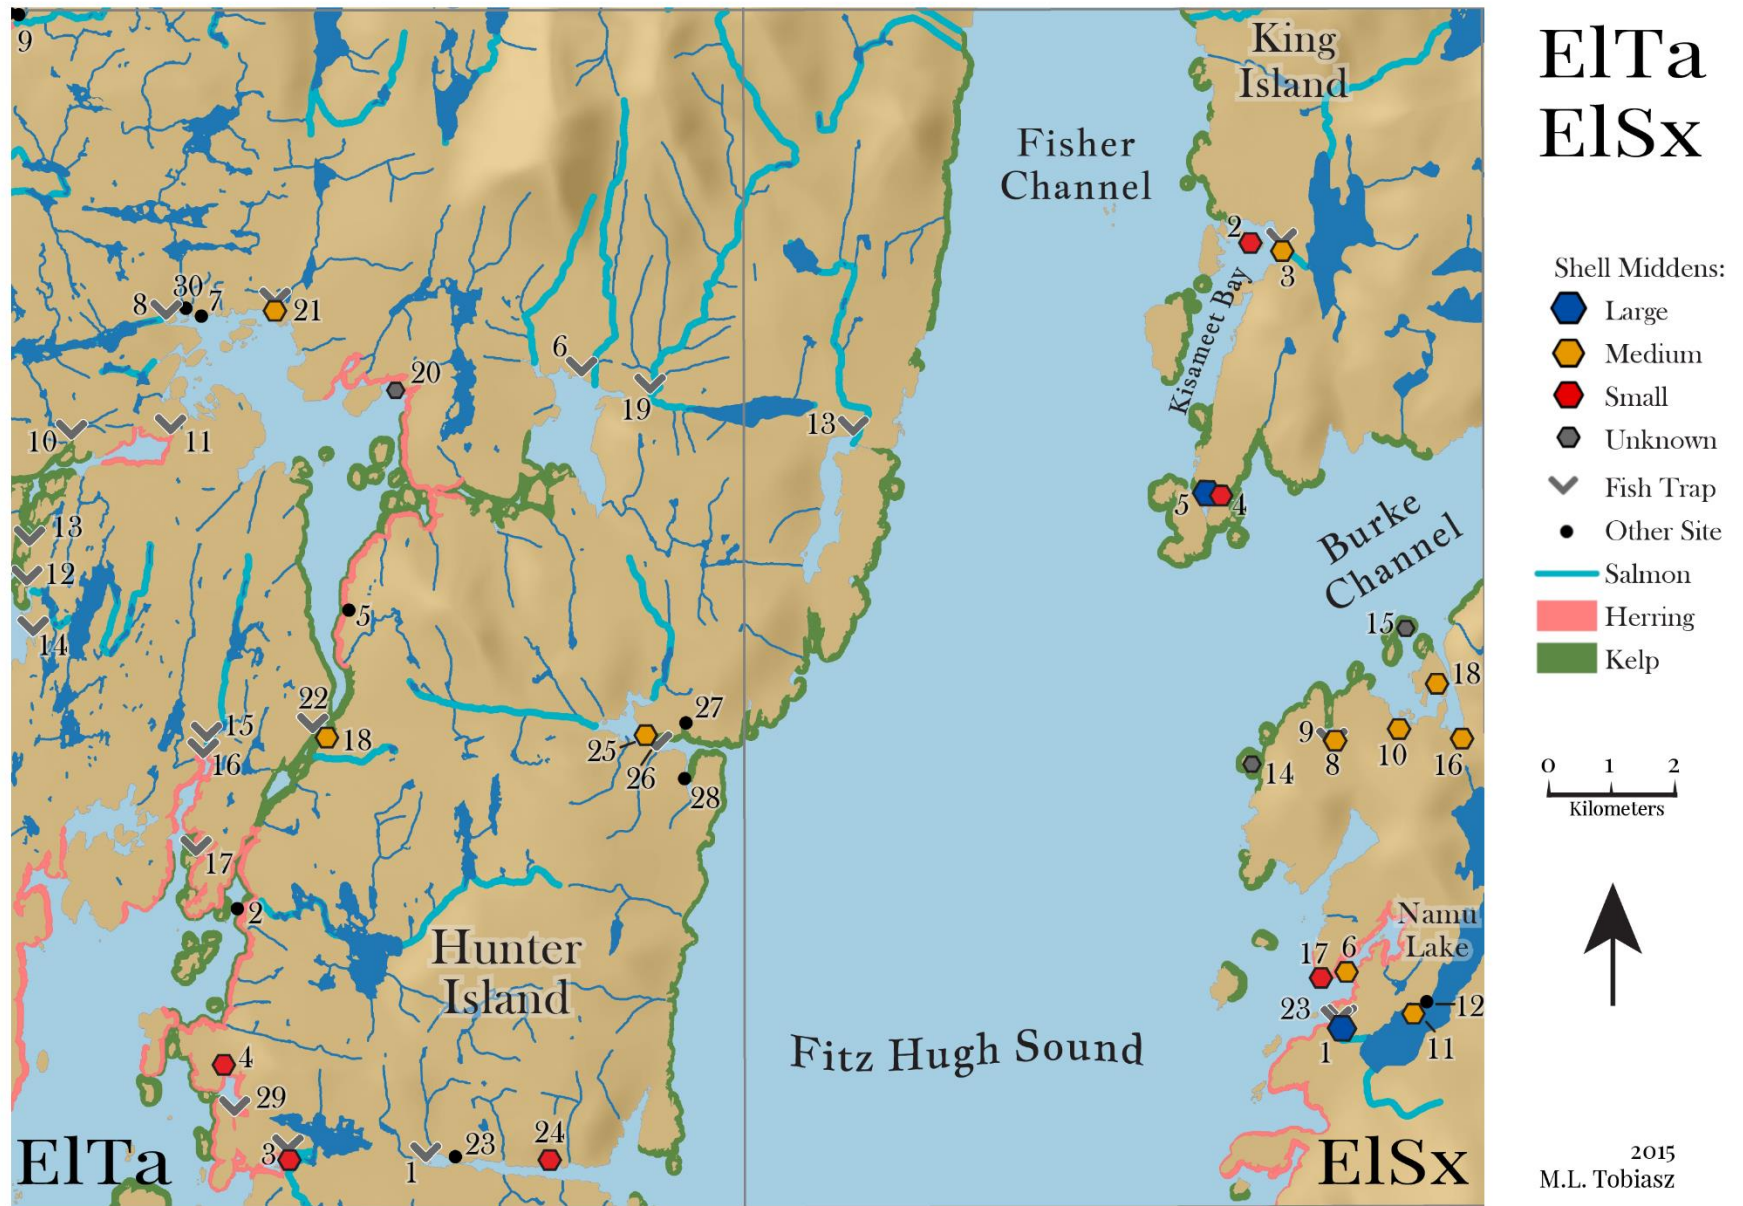 9
King
Island
Fisher
Channel
ElTa
ElSx
2
3
Kisameet Bay
Shell Middens:
Large
Medium
Small
Unknown
Fish Trap
Other Site
Salmon
Herring
Kelp
8
30
7
21
20
6
19
13
10
11
5
4
Burke
Channel
13
12
14
5
15
18
22
18
15
16
27
25
26
28
9
8
10
16
14
0 1 2
Kilometers
17
2
Hunter
Island
Namu
Lake
17
6
23
12
1
11
Fitz Hugh Sound
4
29
3
1
23
24
ElTa
ElSx
2015
M.L. Tobiasz